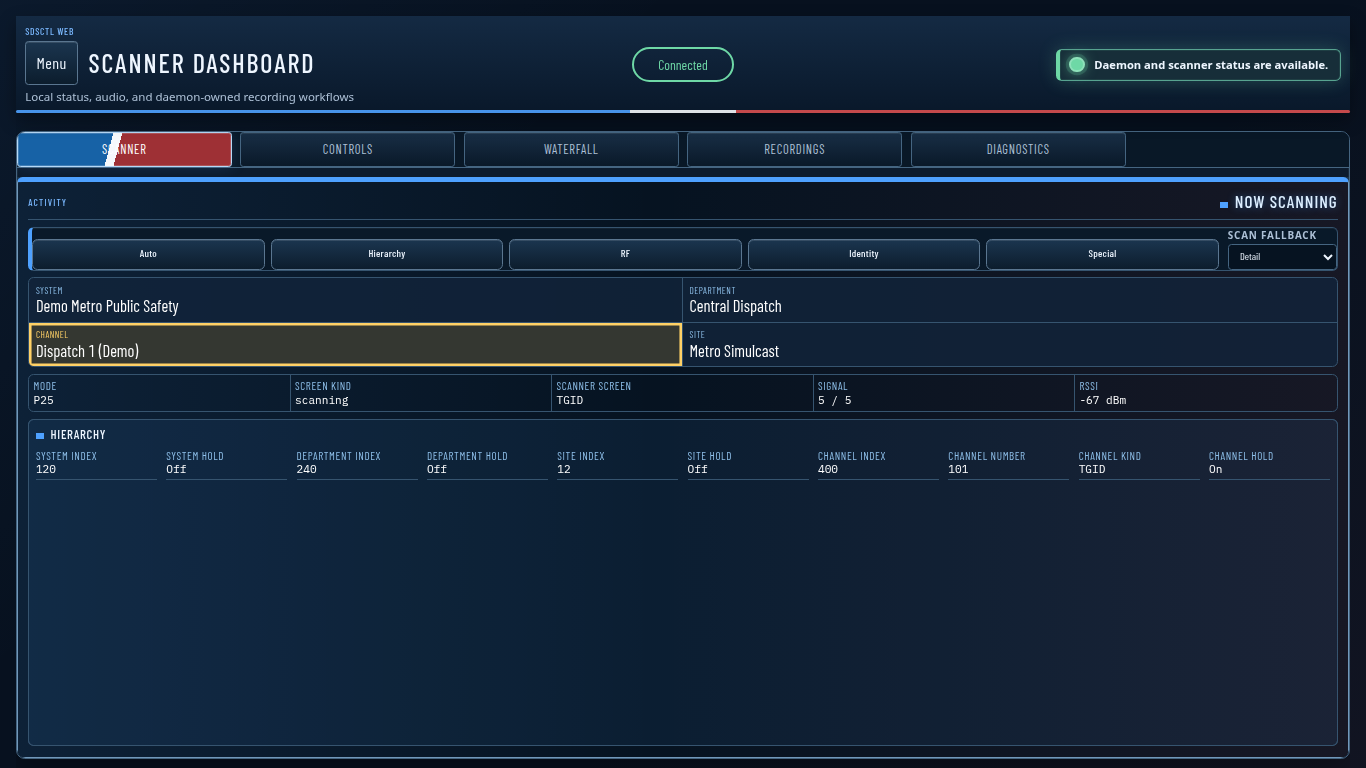 SDSCTL WEB
Menu
SCANNER DASHBOARD
Connected
Daemon and scanner status are available.
Local status, audio, and daemon-owned recording workflows
SCANNER
CONTROLS
WATERFALL
RECORDINGS
DIAGNOSTICS
ACTIVITY
NOW SCANNING
Auto
Hierarchy
RF
Identity
Special
SCAN FALLBACK
Detail
SYSTEM
Demo Metro Public Safety
DEPARTMENT
Central Dispatch
CHANNEL
Dispatch 1 (Demo)
SITE
Metro Simulcast
MODE
P25
SCREEN KIND
scanning
SCANNER SCREEN
TGID
SIGNAL
5 / 5
RSSI
-67 dBm
HIERARCHY
SYSTEM INDEX
120
SYSTEM HOLD
Off
DEPARTMENT INDEX
240
DEPARTMENT HOLD
Off
SITE INDEX
12
SITE HOLD
Off
CHANNEL INDEX
400
CHANNEL NUMBER
101
CHANNEL KIND
TGID
CHANNEL HOLD
On